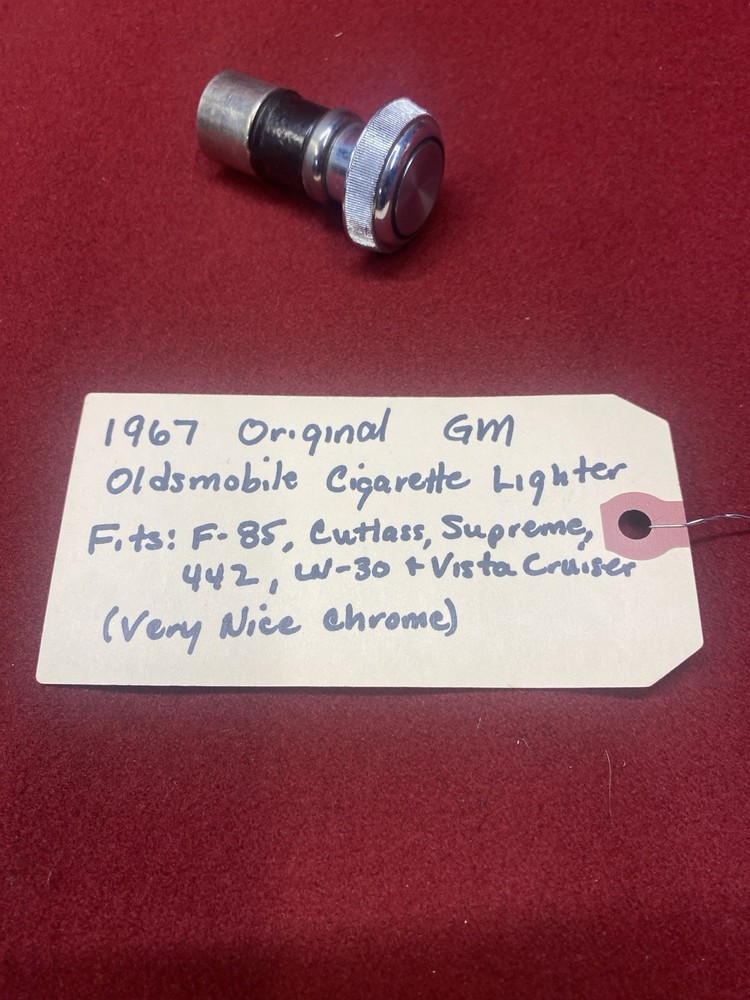 1967 Original GM
Oldsmobile Cigarette Lighter
Fits: F-85, Cutlass, Supreme,
442, W-30 + Vista Cruiser
(Very Nice Chrome)